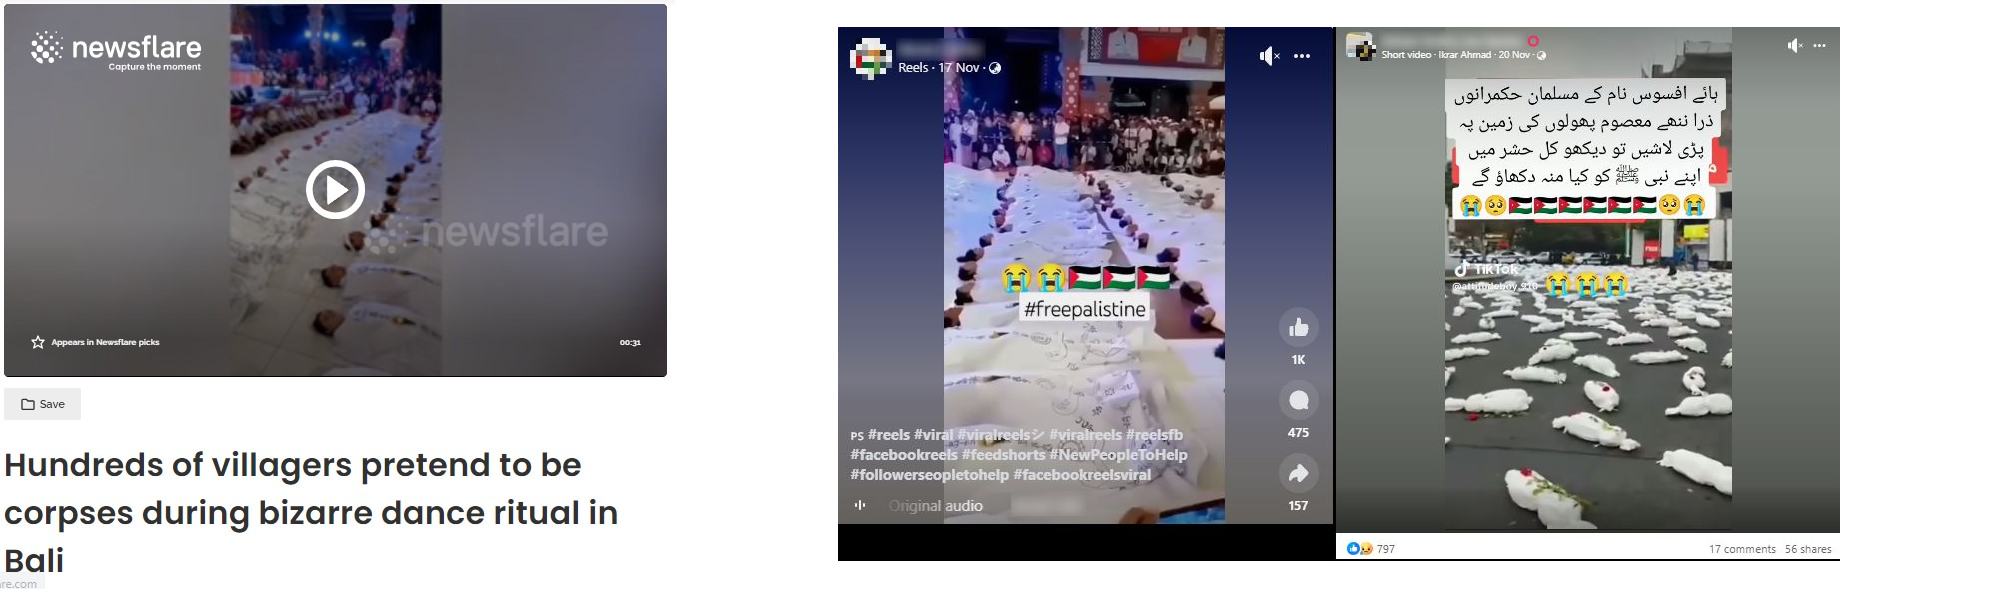 newsflare
Capture the moment
newsflare
Appears in Newsflare picks
00:31
Save
Hundreds of villagers pretend to be
corpses during bizarre dance ritual in
Bali
re.com
Reels · 17 Nov ·
#freepalistine
1K
475
157
PS #reels #viral #viralreelsシ #viralreels #reelsfb
#facebookreels #feedshorts #NewPeopleToHelp
#followerseopletohelp #facebookreelsviral
Original audio
Short video · Ikrar Ahmad · 20 Nov ·
ہائے افسوس نام کے مسلمان حکمرانوں
ذرا ننھے معصوم پھولوں کی زمین پہ
پڑی لاشیں تو دیکھو کل حشر میں
اپنے نبی ﷺ کو کیا منہ دکھاؤ گے
TikTok
@attitudeboy.910
797
17 comments 56 shares